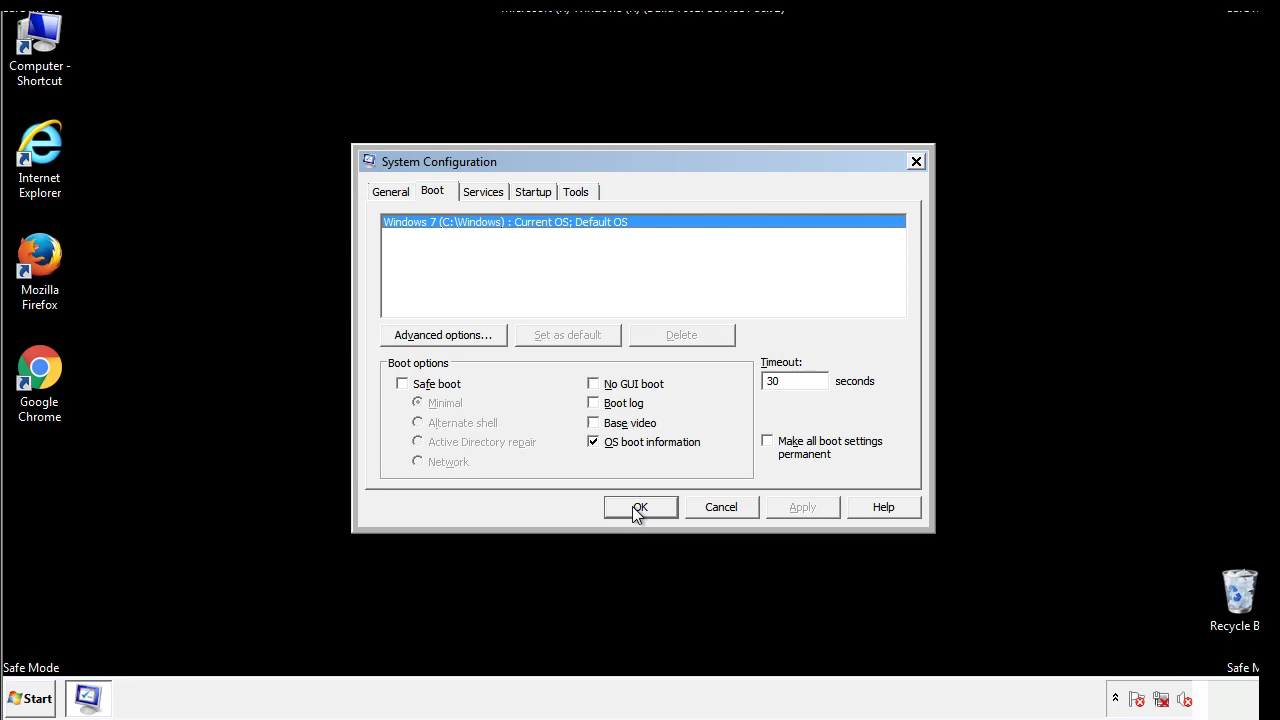 Computer -
Shortcut
Internet
Explorer
Mozilla
Firefox
Google
Chrome
System Configuration
General
Boot
Services
Startup
Tools
Windows 7 (C:\Windows) : Current OS; Default OS
Advanced options...
Set as default
Delete
Boot options
Safe boot
Minimal
Alternate shell
Active Directory repair
Network
No GUI boot
Boot log
Base video
OS boot information
Timeout:
30
seconds
Make all boot settings
permanent
OK
Cancel
Apply
Help
Recycle B
Safe Mode
Safe M
Start